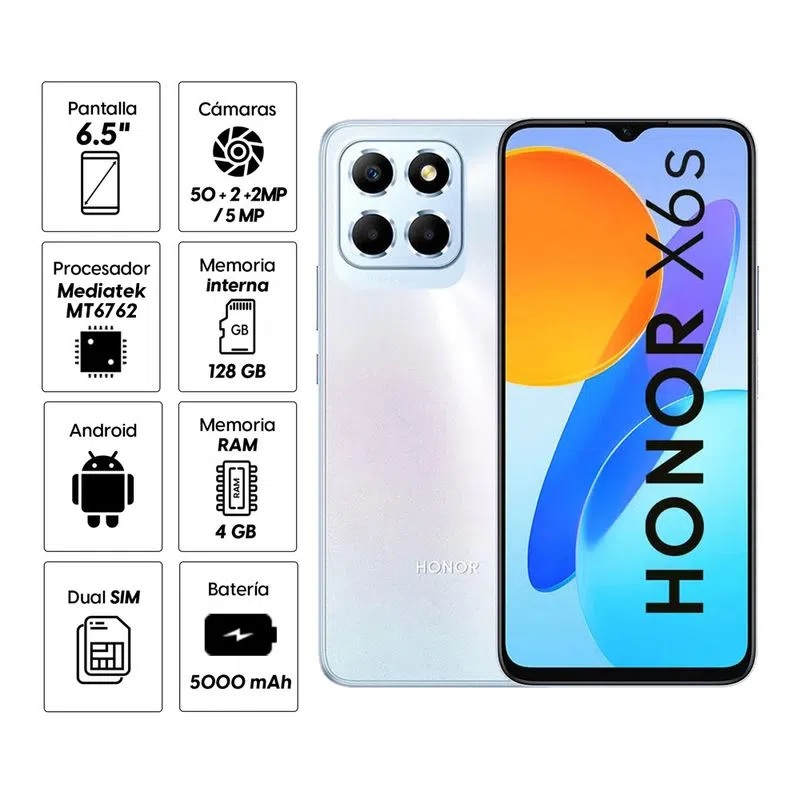 Pantalla
6.5"
Cámaras
50 + 2 +2MP
/ 5 MP
Procesador
Mediatek
MT6762
Memoria
interna
GB
128 GB
Android
Memoria
RAM
RAM
4 GB
Dual SIM
Batería
5000 mAh
HONOR
HONOR X6s